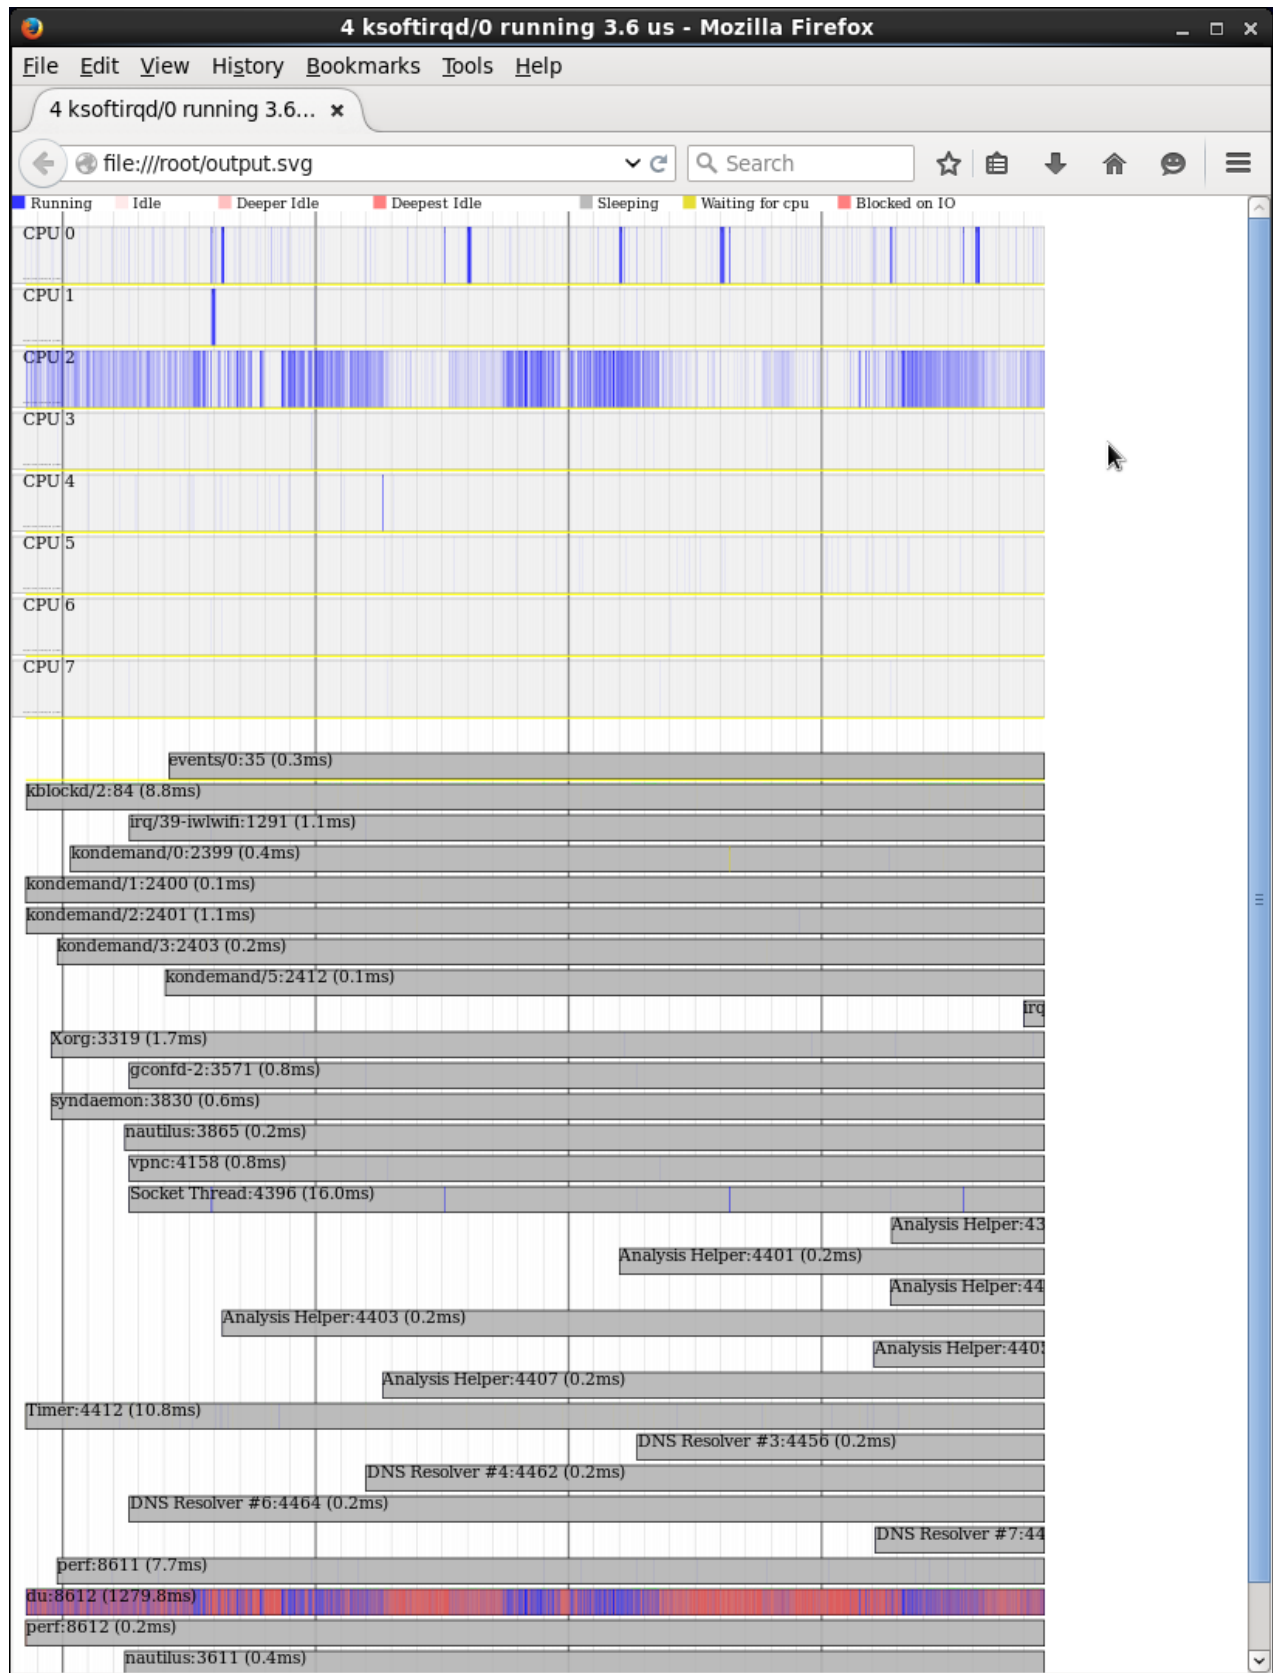 4 ksoftirqd/0 running 3.6 us - Mozilla Firefox
File Edit View History Bookmarks Tools Help
4 ksoftirqd/0 running 3.6... ×
file:///root/output.svg
Search
Running Idle Deeper Idle Deepest Idle Sleeping Waiting for cpu Blocked on IO
CPU 0
CPU 1
CPU 2
CPU 3
CPU 4
CPU 5
CPU 6
CPU 7
events/0:35 (0.3ms)
kblockd/2:84 (8.8ms)
irq/39-iwlwifi:1291 (1.1ms)
kondemand/0:2399 (0.4ms)
kondemand/1:2400 (0.1ms)
kondemand/2:2401 (1.1ms)
kondemand/3:2403 (0.2ms)
kondemand/5:2412 (0.1ms)
irq
Xorg:3319 (1.7ms)
gconfd-2:3571 (0.8ms)
syndaemon:3830 (0.6ms)
nautilus:3865 (0.2ms)
vpnc:4158 (0.8ms)
Socket Thread:4396 (16.0ms)
Analysis Helper:43
Analysis Helper:4401 (0.2ms)
Analysis Helper:44
Analysis Helper:4403 (0.2ms)
Analysis Helper:440
Analysis Helper:4407 (0.2ms)
Timer:4412 (10.8ms)
DNS Resolver #3:4456 (0.2ms)
DNS Resolver #4:4462 (0.2ms)
DNS Resolver #6:4464 (0.2ms)
DNS Resolver #7:44
perf:8611 (7.7ms)
du:8612 (1279.8ms)
perf:8612 (0.2ms)
nautilus:3611 (0.4ms)